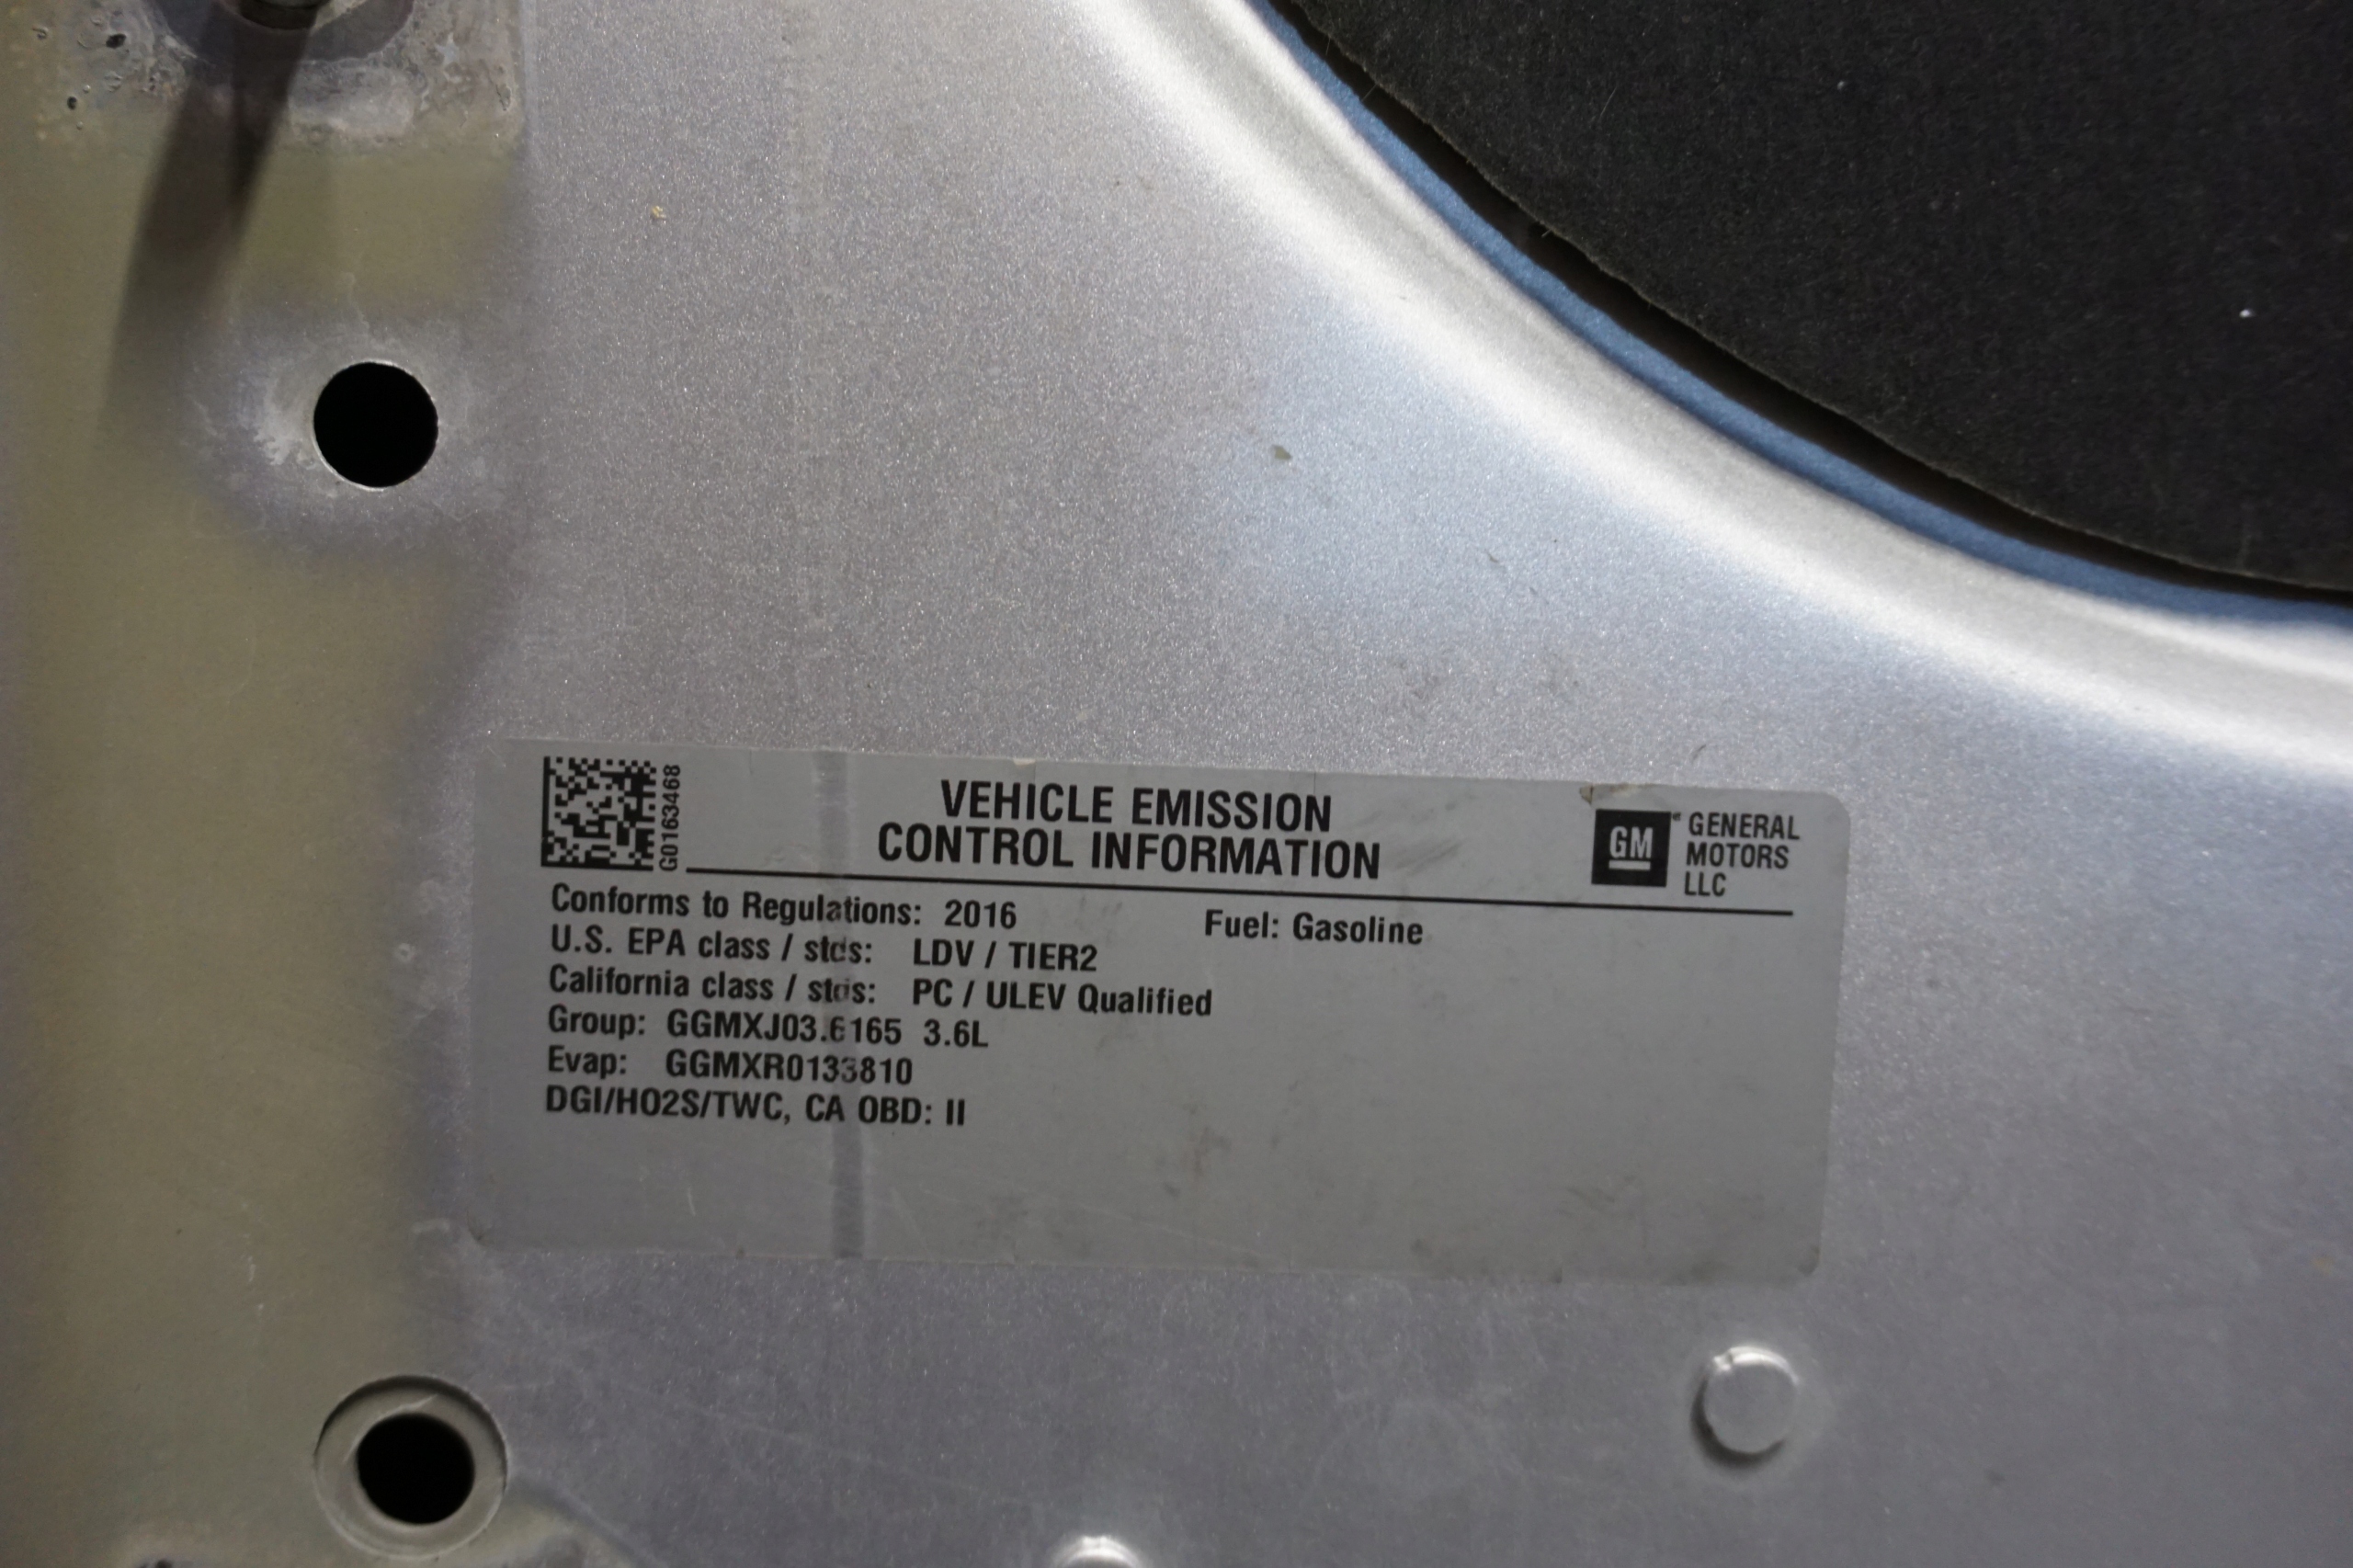 G0163468
VEHICLE EMISSION
CONTROL INFORMATION
GM
GENERAL
MOTORS
LLC
Conforms to Regulations: 2016 Fuel: Gasoline
U.S. EPA class / stds: LDV / TIER2
California class / stds: PC / ULEV Qualified
Group: GGMXJ03.6165 3.6L
Evap: GGMXR0133810
DGI/HO2S/TWC, CA OBD: II